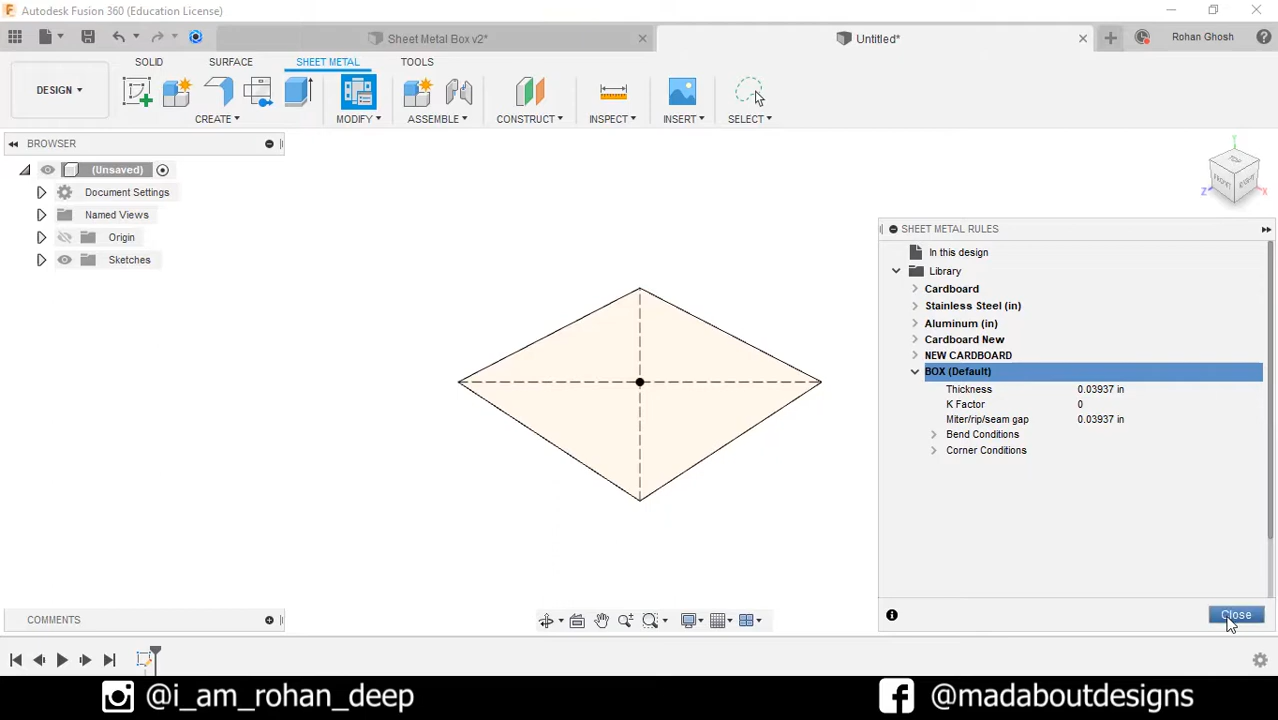 Autodesk Fusion 360 (Education License)
Sheet Metal Box v2*
Untitled*
Rohan Ghosh
DESIGN
SOLID
SURFACE
SHEET METAL
TOOLS
CREATE
MODIFY
ASSEMBLE
CONSTRUCT
INSPECT
INSERT
SELECT
BROWSER
(Unsaved)
Document Settings
Named Views
Origin
Sketches
TOP
FRONT
RIGHT
Y
Z
X
SHEET METAL RULES
In this design
Library
Cardboard
Stainless Steel (in)
Aluminum (in)
Cardboard New
NEW CARDBOARD
BOX (Default)
Thickness 0.03937 in
K Factor 0
Miter/rip/seam gap 0.03937 in
Bend Conditions
Corner Conditions
Close
COMMENTS
@i_am_rohan_deep
@madaboutdesigns